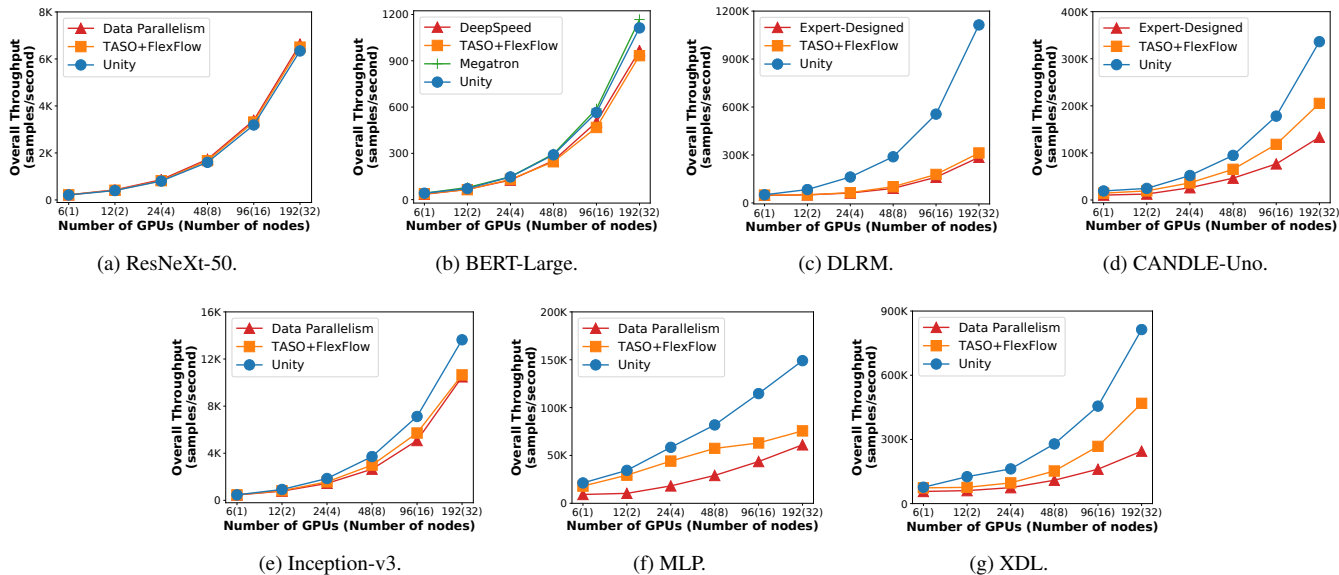 8K
6K
4K
2K
0
Overall Throughput
(samples/second)
Data Parallelism
TASO+FlexFlow
Unity
6(1) 12(2) 24(4) 48(8) 96(16) 192(32)
Number of GPUs (Number of nodes)
(a) ResNeXt-50.
1200
900
600
300
0
Overall Throughput
(samples/second)
DeepSpeed
TASO+FlexFlow
Megatron
Unity
6(1) 12(2) 24(4) 48(8) 96(16) 192(32)
Number of GPUs (Number of nodes)
(b) BERT-Large.
1200K
900K
600K
300K
0
Overall Throughput
(samples/second)
Expert-Designed
TASO+FlexFlow
Unity
6(1) 12(2) 24(4) 48(8) 96(16) 192(32)
Number of GPUs (Number of nodes)
(c) DLRM.
400K
300K
200K
100K
0
Overall Throughput
(samples/second)
Expert-Designed
TASO+FlexFlow
Unity
6(1) 12(2) 24(4) 48(8) 96(16) 192(32)
Number of GPUs (Number of nodes)
(d) CANDLE-Uno.
16K
12K
8K
4K
0
Overall Throughput
(samples/second)
Data Parallelism
TASO+FlexFlow
Unity
6(1) 12(2) 24(4) 48(8) 96(16) 192(32)
Number of GPUs (Number of nodes)
(e) Inception-v3.
200K
150K
100K
50K
0
Overall Throughput
(samples/second)
Data Parallelism
TASO+FlexFlow
Unity
6(1) 12(2) 24(4) 48(8) 96(16) 192(32)
Number of GPUs (Number of nodes)
(f) MLP.
900K
600K
300K
0
Overall Throughput
(samples/second)
Data Parallelism
TASO+FlexFlow
Unity
6(1) 12(2) 24(4) 48(8) 96(16) 192(32)
Number of GPUs (Number of nodes)
(g) XDL.